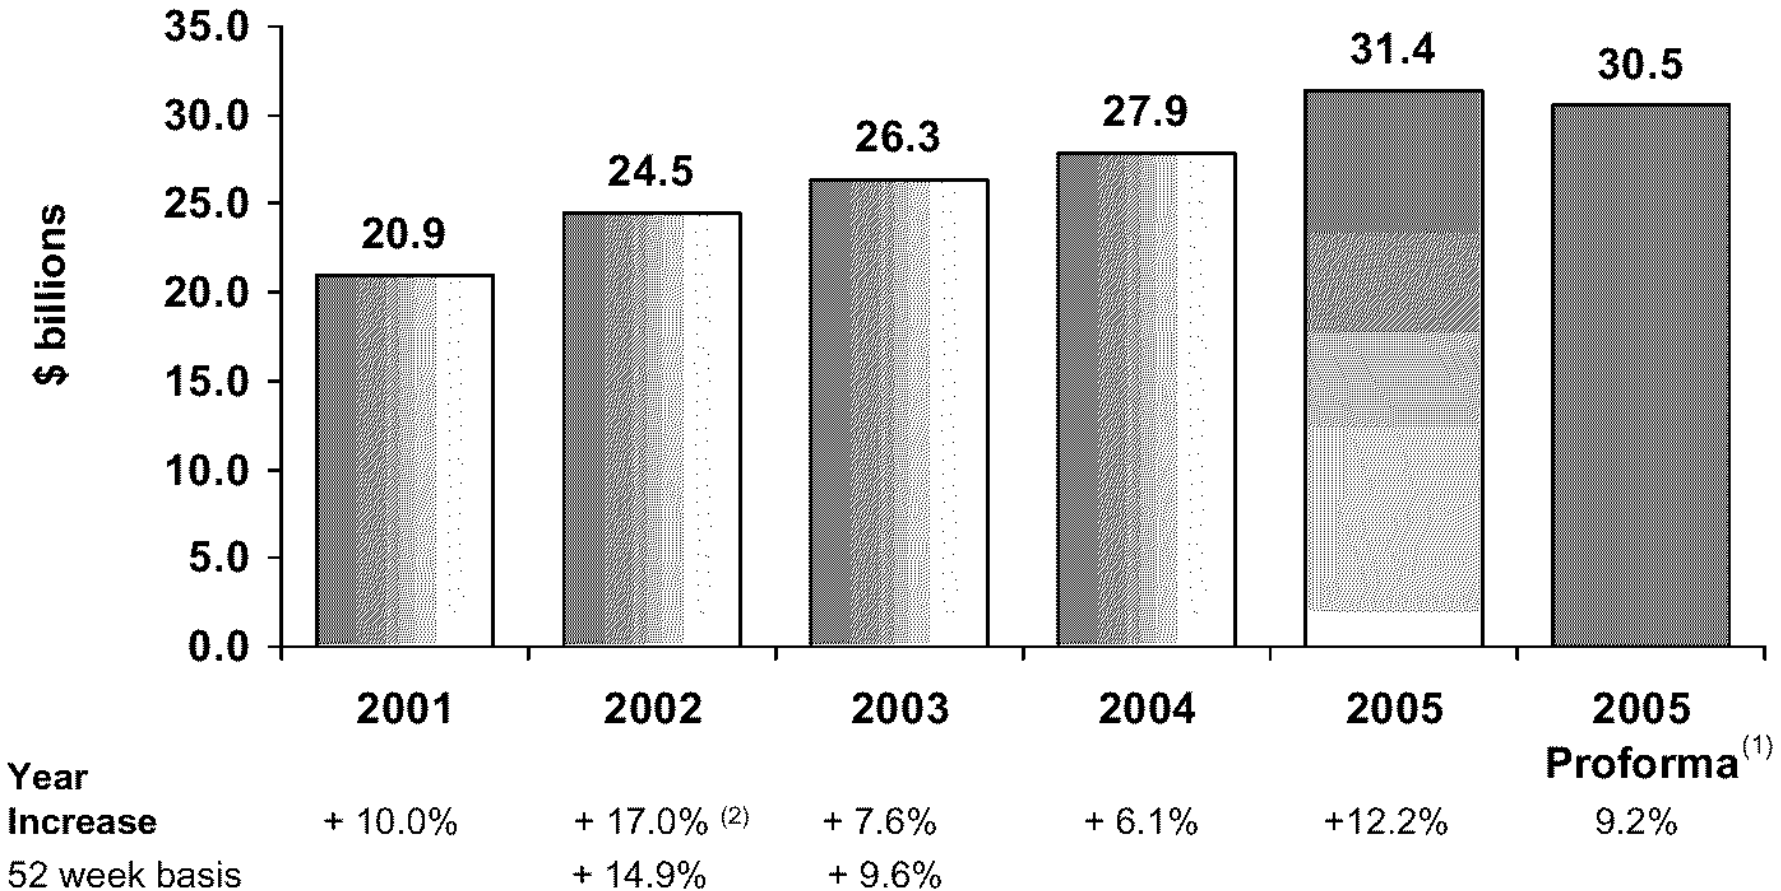 $ billions
35.0
30.0
25.0
20.0
15.0
10.0
5.0
0.0
20.9
24.5
26.3
27.9
31.4
30.5
2001 2002 2003 2004 2005 2005
Proforma(1)
Year
Increase + 10.0% + 17.0% (2) + 7.6% + 6.1% +12.2% 9.2%
52 week basis + 14.9% + 9.6%